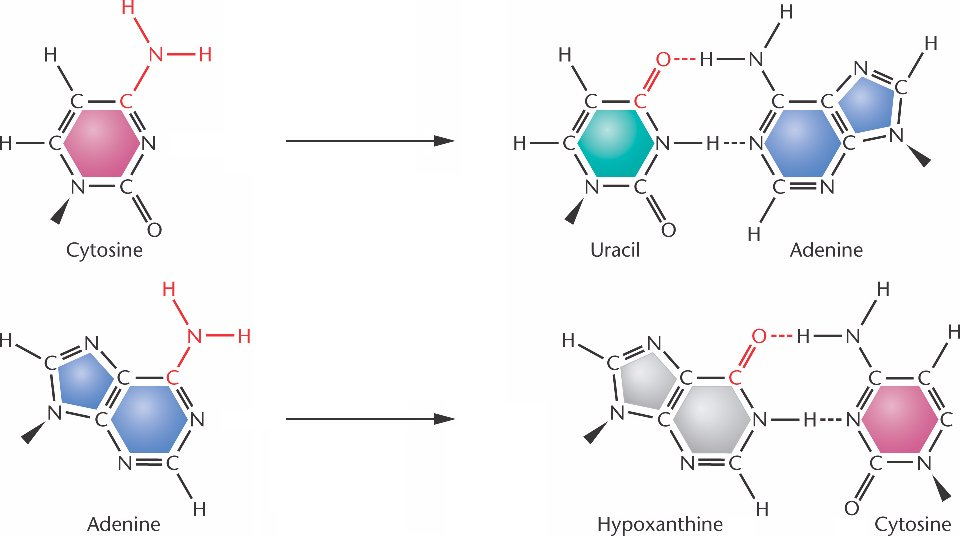 H
H N H
H O H N H
H
C C C C C N C
H C N H C N H N C N
N C N C C N
O O H
Cytosine Uracil Adenine
H H
H N H O H N H
H C N C C H C N C C C C
N C N N C N H N C
N C N C C N
H H O
Adenine Hypoxanthine Cytosine